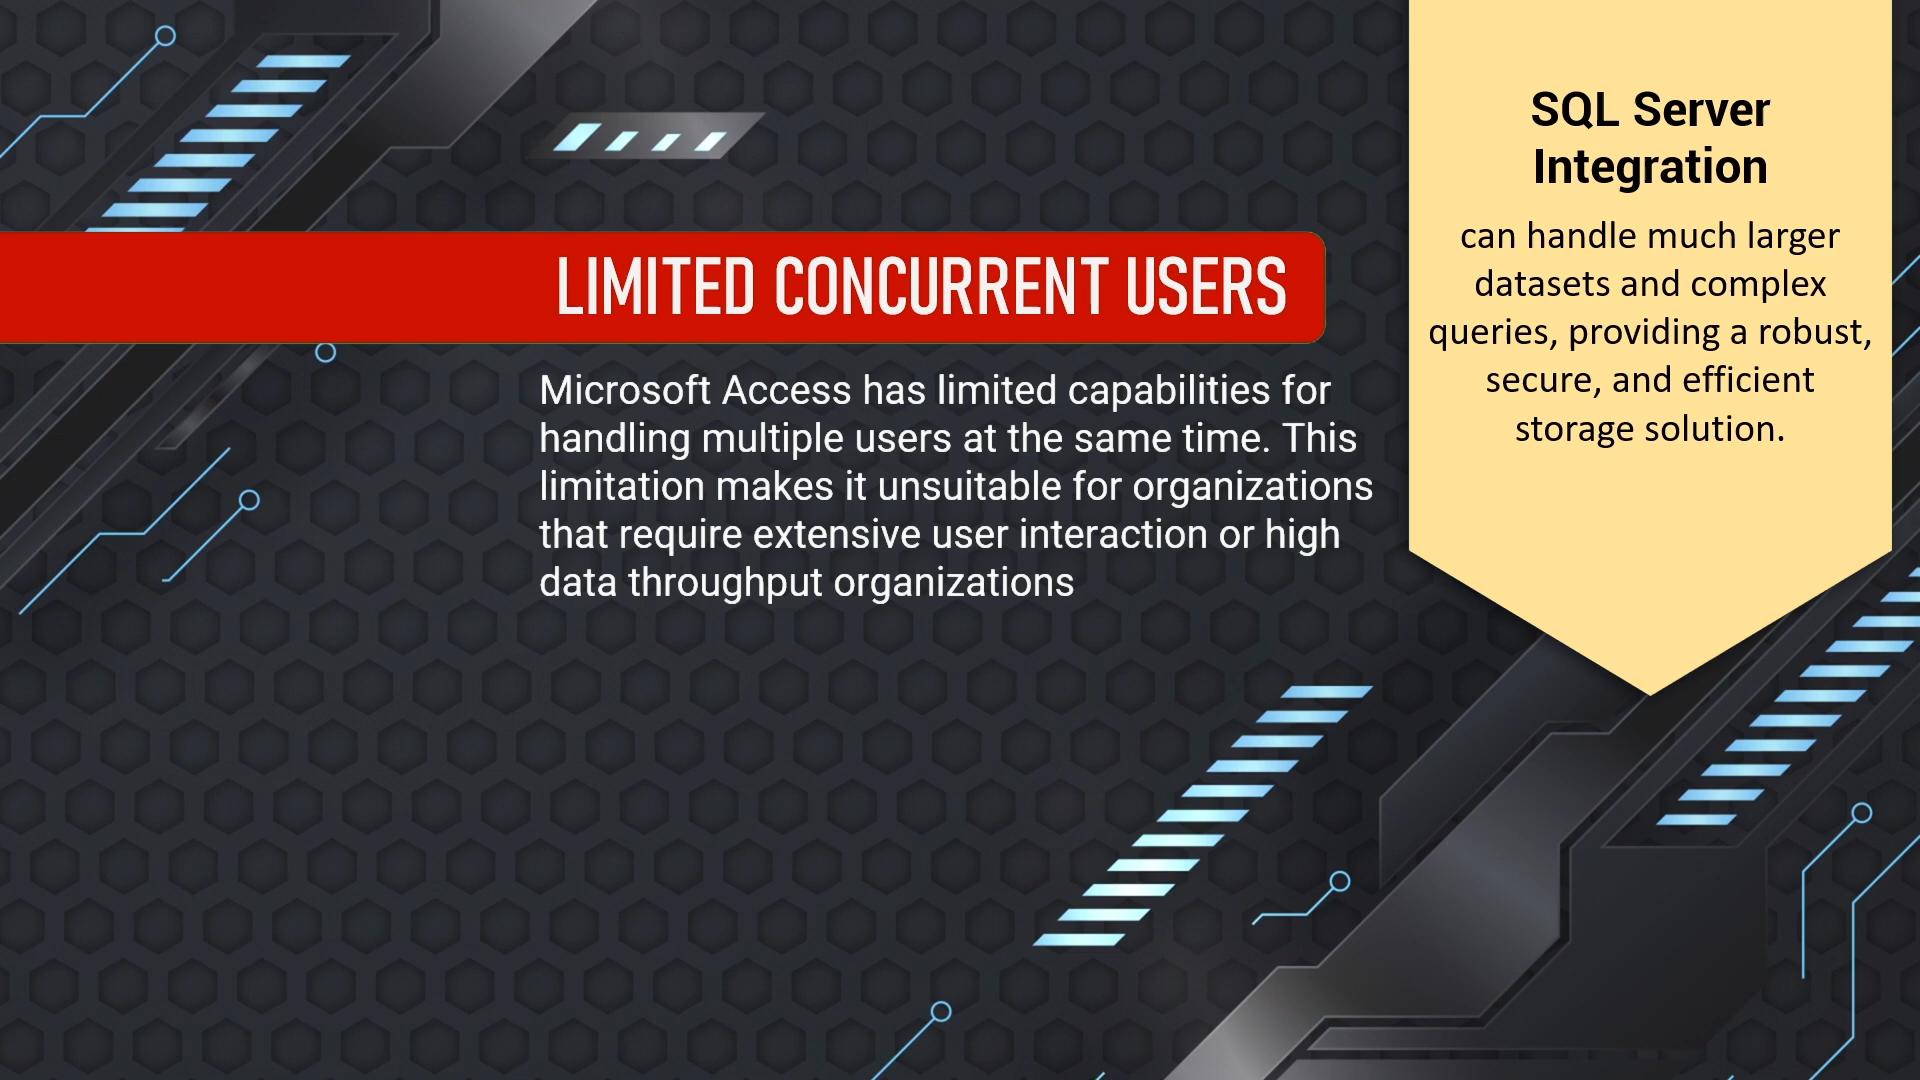 LIMITED CONCURRENT USERS
Microsoft Access has limited capabilities for
handling multiple users at the same time. This
limitation makes it unsuitable for organizations
that require extensive user interaction or high
data throughput organizations
SQL Server
Integration
can handle much larger
datasets and complex
queries, providing a robust,
secure, and efficient
storage solution.